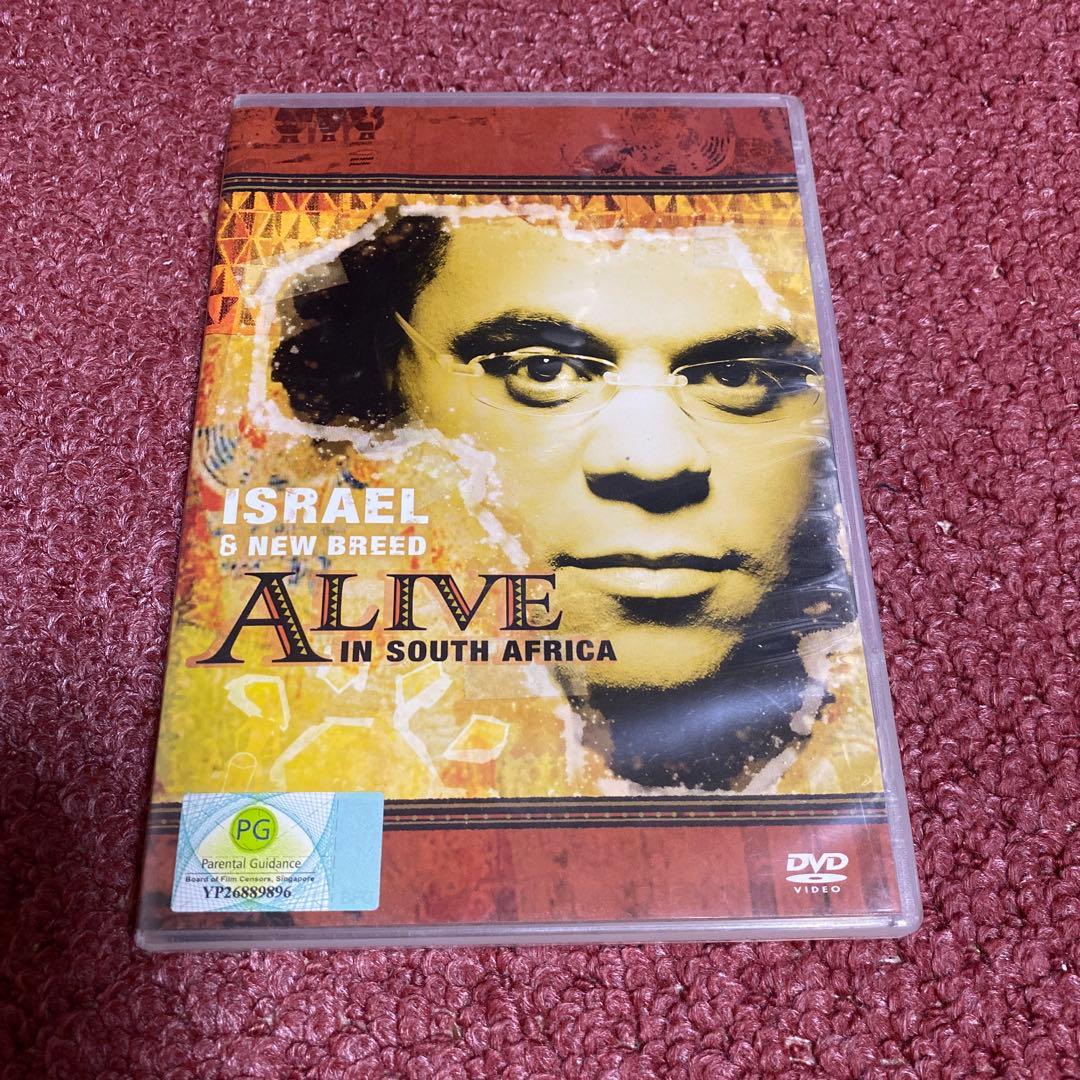 ISRAEL
& NEW BREED
ALIVE
IN SOUTH AFRICA
PG
Parental Guidance
Board of Film Censors, Singapore
YP26889896
DVD
VIDEO